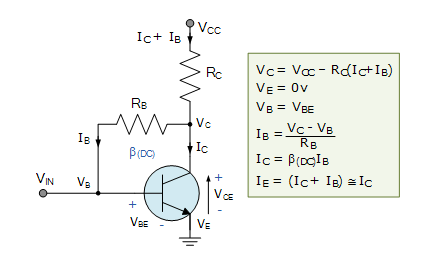 VCC
IC+ IB
RC
RB
VC
IB
β(DC)
IC
VIN
VB
+
+
VCE
VBE
-
-
VE
VC = VCC - RC(IC+IB)
VE = 0v
VB = VBE
IB = VC - VB
RB
IC = β(DC)IB
IE = (IC+ IB) ≅ IC